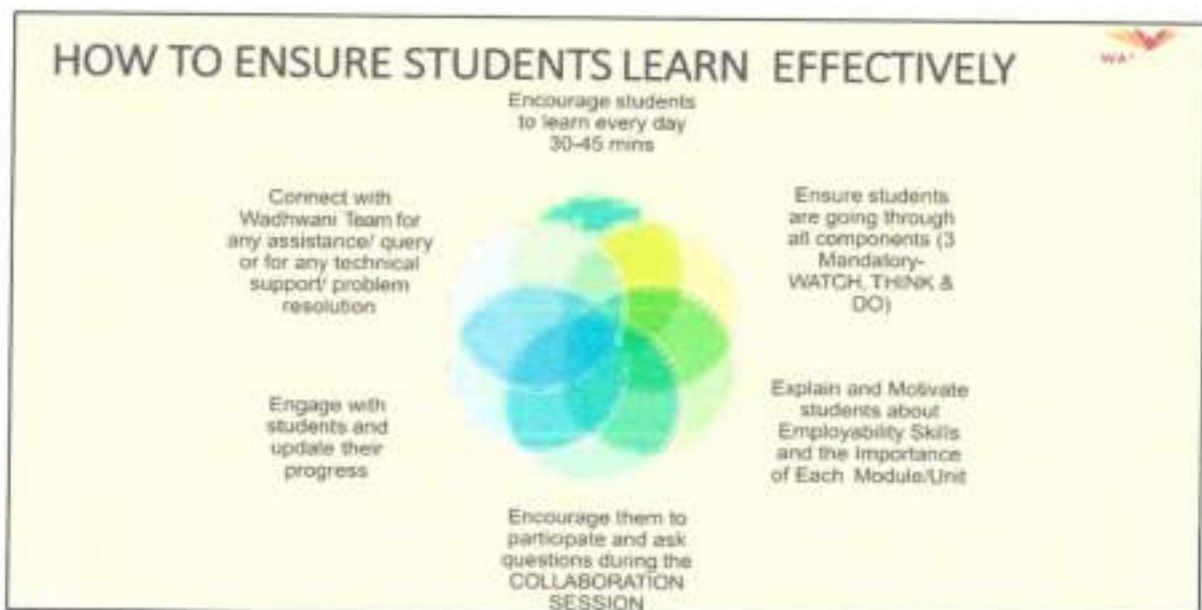 HOW TO ENSURE STUDENTS LEARN EFFECTIVELY
WA
Encourage students
to learn every day
30-45 mins
Ensure students
are going through
all components (3
Mandatory-
WATCH, THINK &
DO)
Explain and Motivate
students about
Employability Skills
and the Importance
of Each Module/Unit
Encourage them to
participate and ask
questions during the
COLLABORATION
SESSION
Engage with
students and
update their
progress
Connect with
Wadhwani Team for
any assistance/ query
or for any technical
support/ problem
resolution